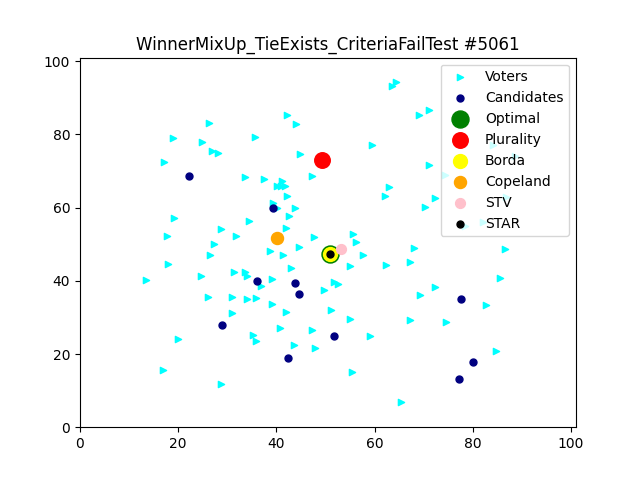 WinnerMixUp_TieExists_CriteriaFailTest #5061
100
80
60
40
20
0
0 20 40 60 80 100
Voters
Candidates
Optimal
Plurality
Borda
Copeland
STV
STAR